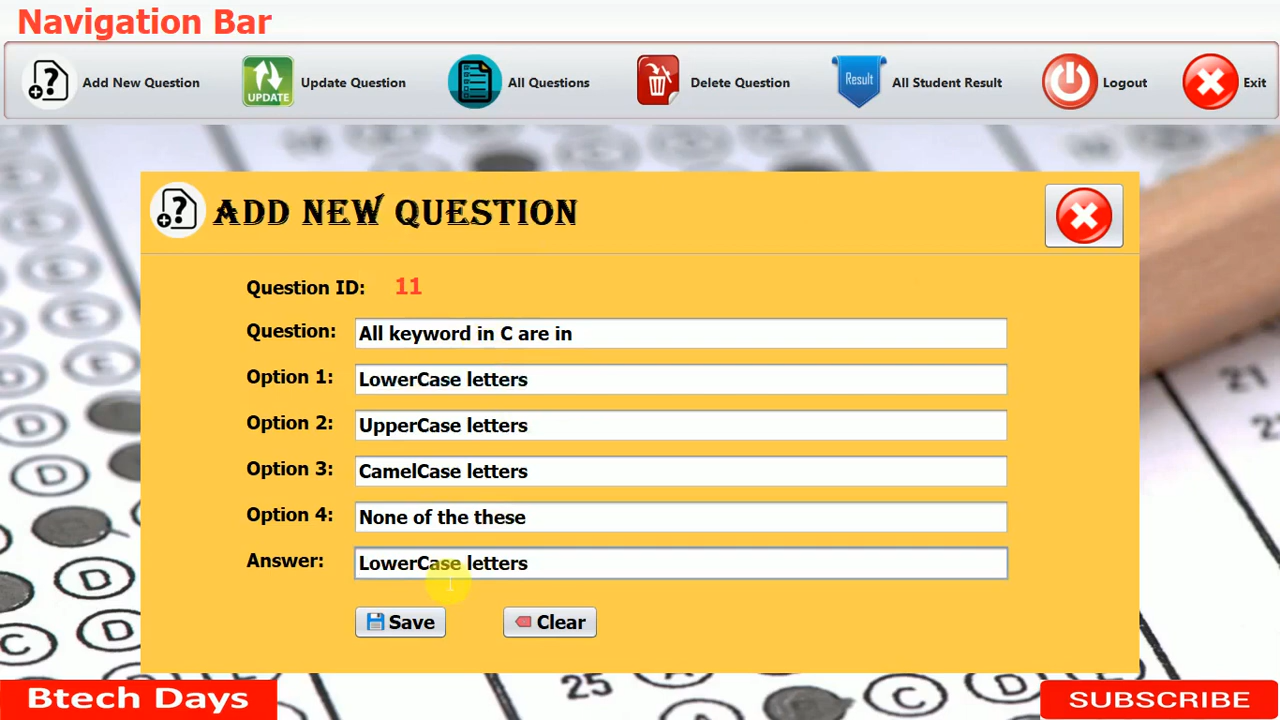 Navigation Bar
Add New Question
UPDATE
Update Question
All Questions
Delete Question
Result
All Student Result
Logout
Exit
ADD NEW QUESTION
Question ID: 11
Question: All keyword in C are in
Option 1: LowerCase letters
Option 2: UpperCase letters
Option 3: CamelCase letters
Option 4: None of the these
Answer: LowerCase letters
Save
Clear
21
25
Btech Days
SUBSCRIBE